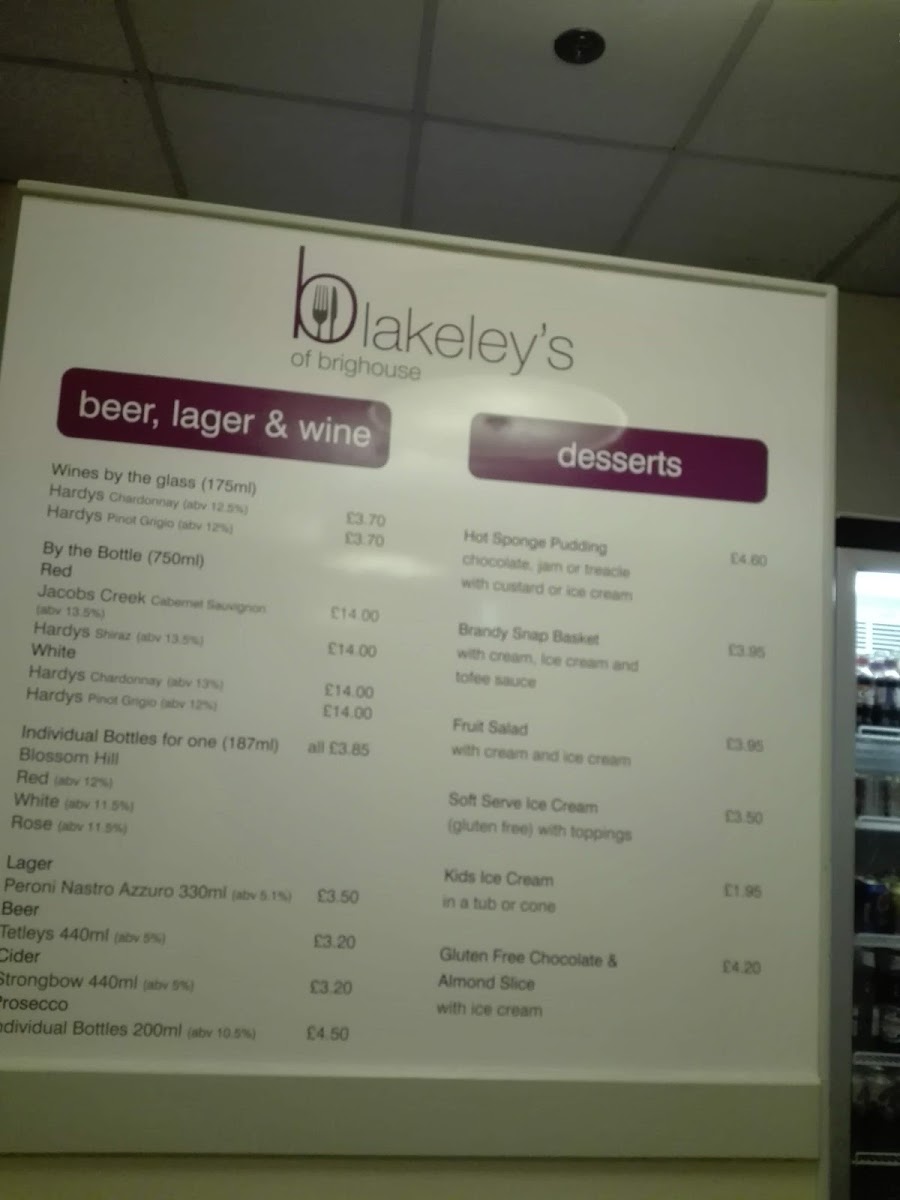 blakeley's
of brighouse
beer, lager & wine
Wines by the glass (175ml)
Hardys Chardonnay (abv 12.5%) £3.70
Hardys Pinot Grigio (abv 12%) £3.70
By the Bottle (750ml)
Red
Jacobs Creek Cabernet Sauvignon £14.00
(abv 13.5%)
Hardys Shiraz (abv 13.5%) £14.00
White
Hardys Chardonnay (abv 13%) £14.00
Hardys Pinot Grigio (abv 12%) £14.00
Individual Bottles for one (187ml) all £3.85
Blossom Hill
Red (abv 12%)
White (abv 11.5%)
Rose (abv 11.5%)
Lager
Peroni Nastro Azzuro 330ml (abv 5.1%) £3.50
Beer
Tetleys 440ml (abv 5%) £3.20
Cider
Strongbow 440ml (abv 5%) £3.20
Prosecco
ndividual Bottles 200ml (abv 10.5%) £4.50
desserts
Hot Sponge Pudding £4.60
chocolate, jam or treacle
with custard or ice cream
Brandy Snap Basket £3.95
with cream, ice cream and
tofee sauce
Fruit Salad £3.95
with cream and ice cream
Soft Serve Ice Cream £3.50
(gluten free) with toppings
Kids Ice Cream £1.95
in a tub or cone
Gluten Free Chocolate & £4.20
Almond Slice
with ice cream